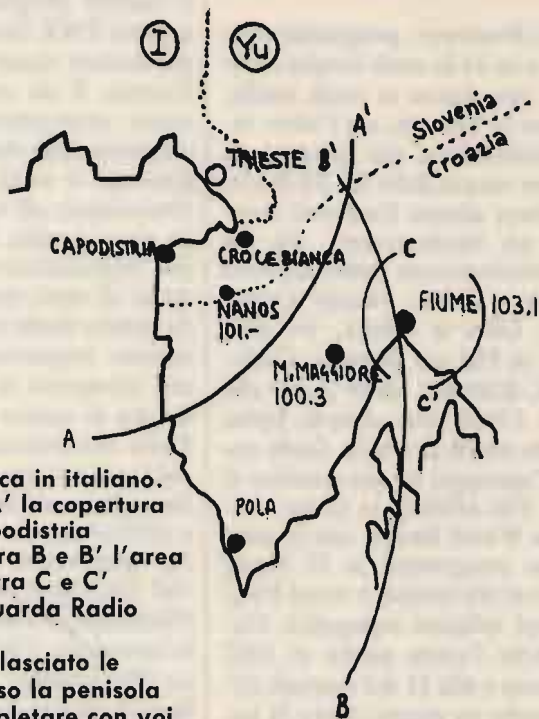 I
Yu
A'
Slovenia
Croazia
TRIESTE
B'
CAPODISTRIA
CROCE BIANCA
C
NANOS
101.-
FIUME 103.1
M.MAGGIORE
100.3
C'
A
POLA
B
ca in italiano.
A' la copertura
podistria
ra B e B' l'area
tra C e C'
uarda Radio
lasciato le
so la penisola
pletare con voi